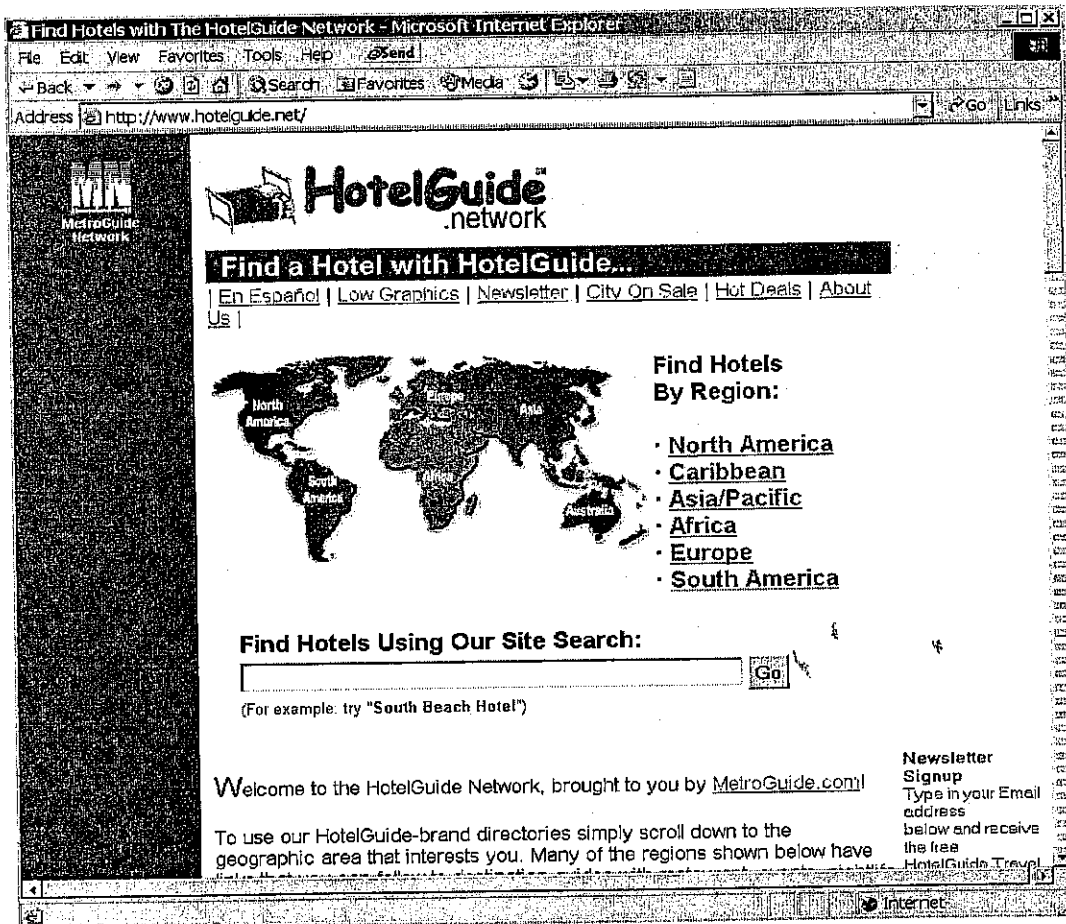 Find Hotels with The HotelGuide Network - Microsoft Internet Explorer
File Edit View Favorites Tools Help Send
Back Search Favorites Media
Address http://www.hotelguide.net/ Go Links »
MetroGuide
Network
HotelGuide SM
.network
Find a Hotel with HotelGuide...
| En Español | Low Graphics | Newsletter | City On Sale | Hot Deals | About
Us |
North
America
South
America
Europe
Africa
Asia
Australia
Find Hotels
By Region:
· North America
· Caribbean
· Asia/Pacific
· Africa
· Europe
· South America
Find Hotels Using Our Site Search:
Go
(For example: try "South Beach Hotel")
Welcome to the HotelGuide Network, brought to you by MetroGuide.com!
To use our HotelGuide-brand directories simply scroll down to the
geographic area that interests you. Many of the regions shown below have
Newsletter
Signup
Type in your Email
address
below and receive
the free
HotelGuide Travel
Internet